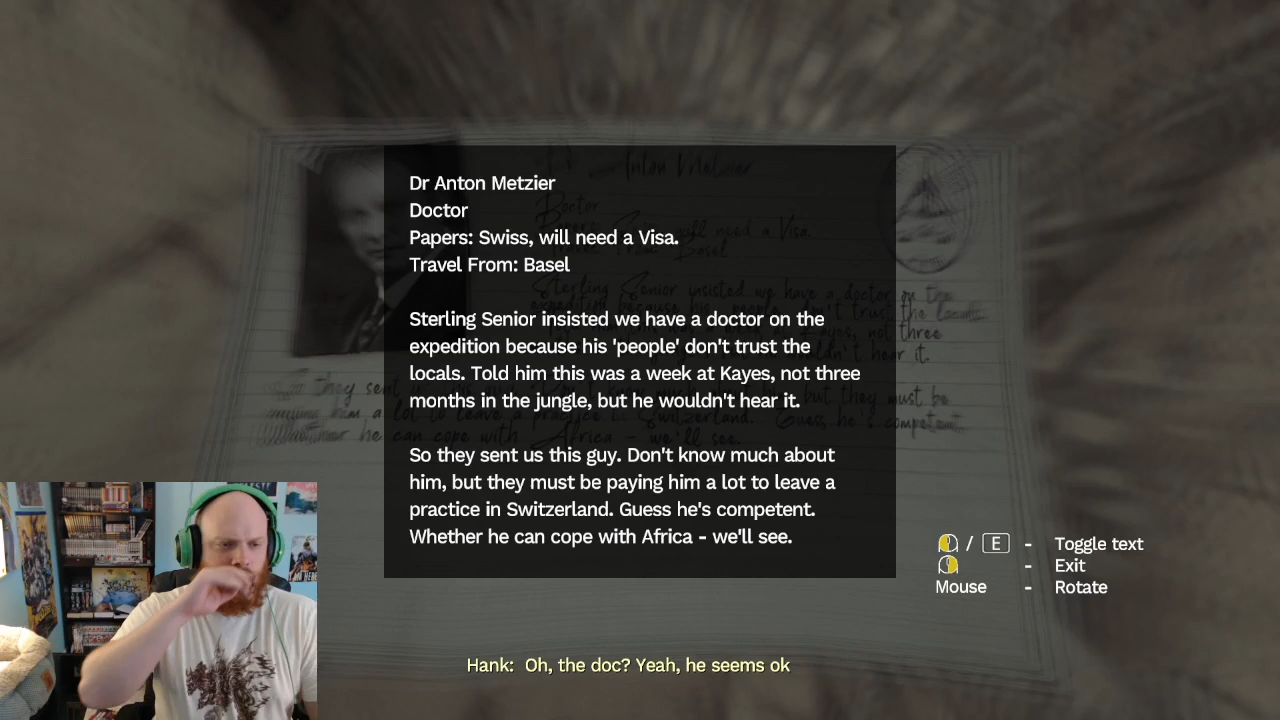 Dr Anton Metzier
Doctor
Papers: Swiss, will need a Visa.
Travel From: Basel
Sterling Senior insisted we have a doctor on the
expedition because his 'people' don't trust the
locals. Told him this was a week at Kayes, not three
months in the jungle, but he wouldn't hear it.
So they sent us this guy. Don't know much about
him, but they must be paying him a lot to leave a
practice in Switzerland. Guess he's competent.
Whether he can cope with Africa - we'll see.
/ E - Toggle text
- Exit
Mouse - Rotate
Hank: Oh, the doc? Yeah, he seems ok